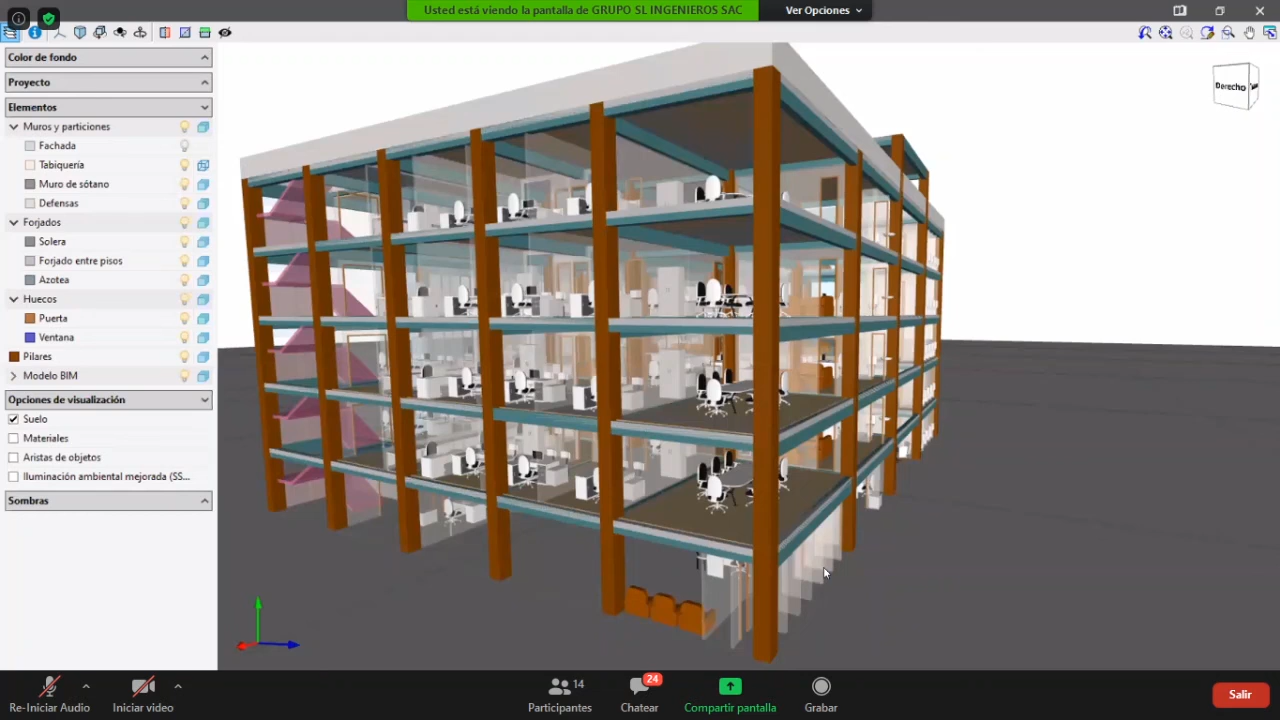 Usted está viendo la pantalla de GRUPO SL INGENIEROS SAC
Ver Opciones
Color de fondo
Proyecto
Elementos
Muros y particiones
Fachada
Tabiquería
Muro de sótano
Defensas
Forjados
Solera
Forjado entre pisos
Azotea
Huecos
Puerta
Ventana
Pilares
Modelo BIM
Opciones de visualización
Suelo
Materiales
Aristas de objetos
Iluminación ambiental mejorada (SS...
Sombras
Derecho
Re-Iniciar Audio
Iniciar video
14
Participantes
24
Chatear
Compartir pantalla
Grabar
Salir